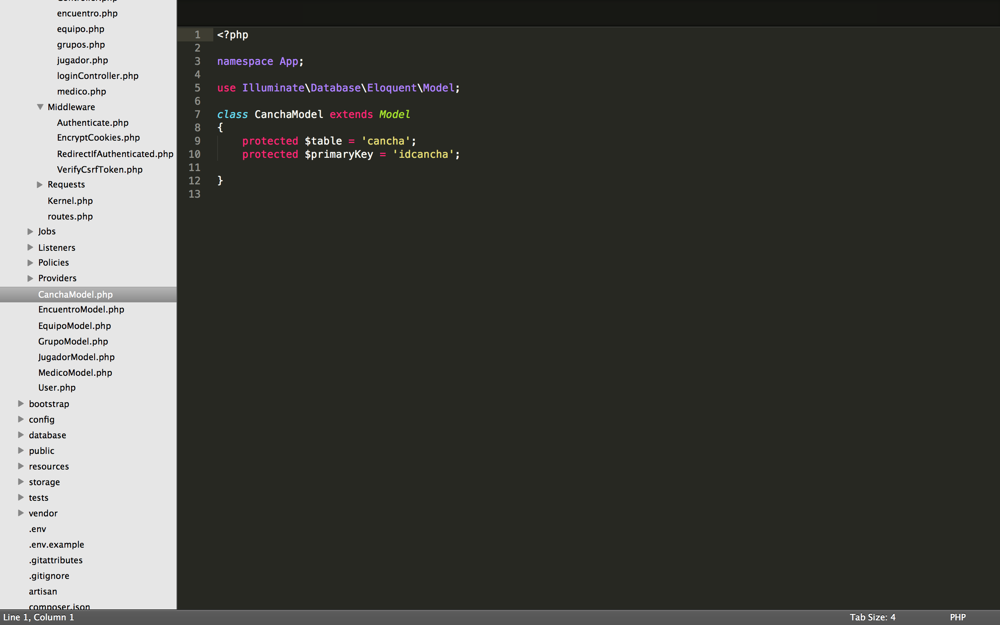 Controller.php
encuentro.php
equipo.php
grupos.php
jugador.php
loginController.php
medico.php
Middleware
Authenticate.php
EncryptCookies.php
RedirectIfAuthenticated.php
VerifyCsrfToken.php
Requests
Kernel.php
routes.php
Jobs
Listeners
Policies
Providers
CanchaModel.php
EncuentroModel.php
EquipoModel.php
GrupoModel.php
JugadorModel.php
MedicoModel.php
User.php
bootstrap
config
database
public
resources
storage
tests
vendor
.env
.env.example
.gitattributes
.gitignore
artisan
composer.json
1 <?php
2
3 namespace App;
4
5 use Illuminate\Database\Eloquent\Model;
6
7 class CanchaModel extends Model
8 {
9     protected $table = 'cancha';
10     protected $primaryKey = 'idcancha';
11
12 }
13
Line 1, Column 1
Tab Size: 4
PHP